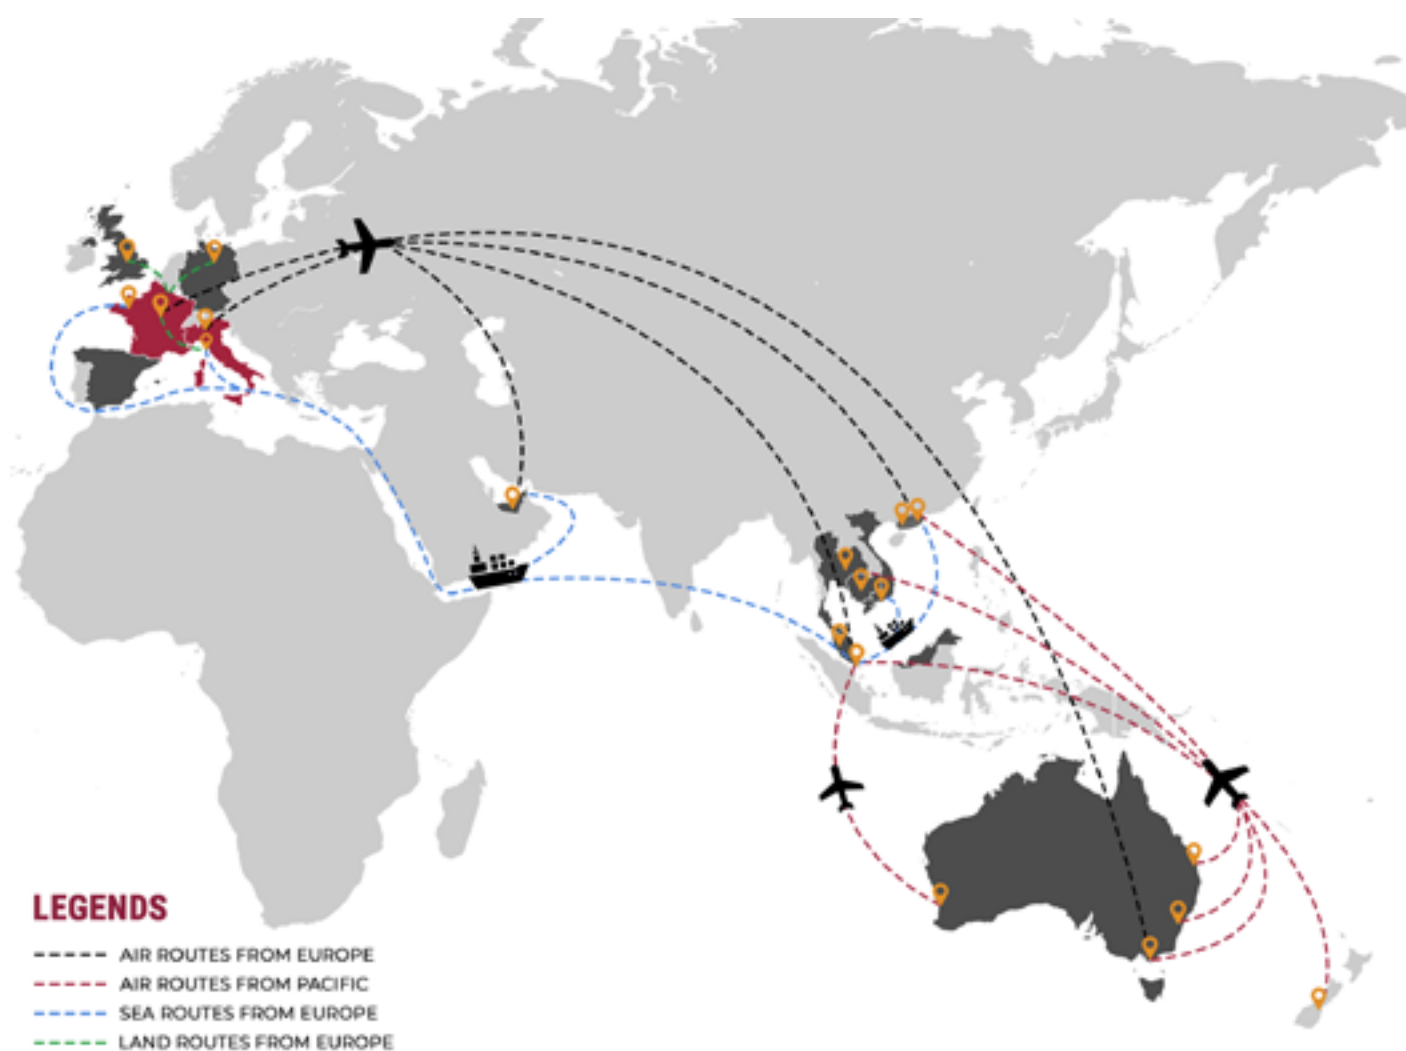 LEGENDS
AIR ROUTES FROM EUROPE
AIR ROUTES FROM PACIFIC
SEA ROUTES FROM EUROPE
LAND ROUTES FROM EUROPE